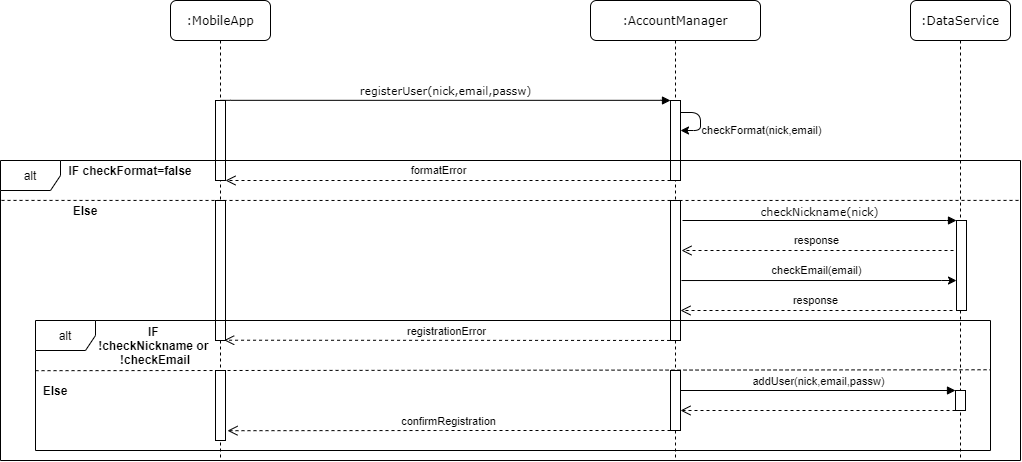 :MobileApp
:AccountManager
:DataService
registerUser(nick,email,passw)
checkFormat(nick,email)
alt
IF checkFormat=false
formatError
Else
checkNickname(nick)
response
checkEmail(email)
response
alt
IF
!checkNickname or
!checkEmail
registrationError
Else
addUser(nick,email,passw)
confirmRegistration